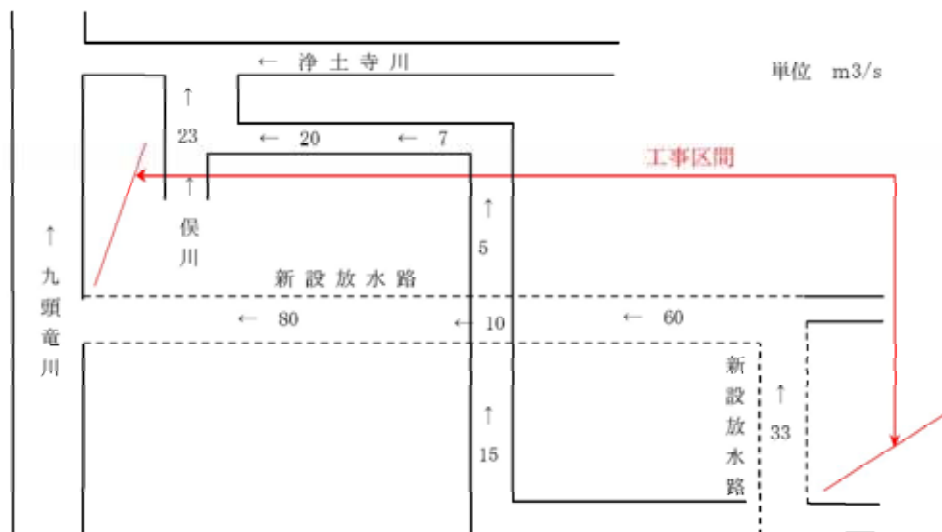 ← 浄土寺川
単位 m3/s
↑
23
← 20
← 7
工事区間
↑
俣川
↑
5
↑
九頭竜川
新設放水路
← 80
← 10
← 60
新設放水路
↑
33
↑
15